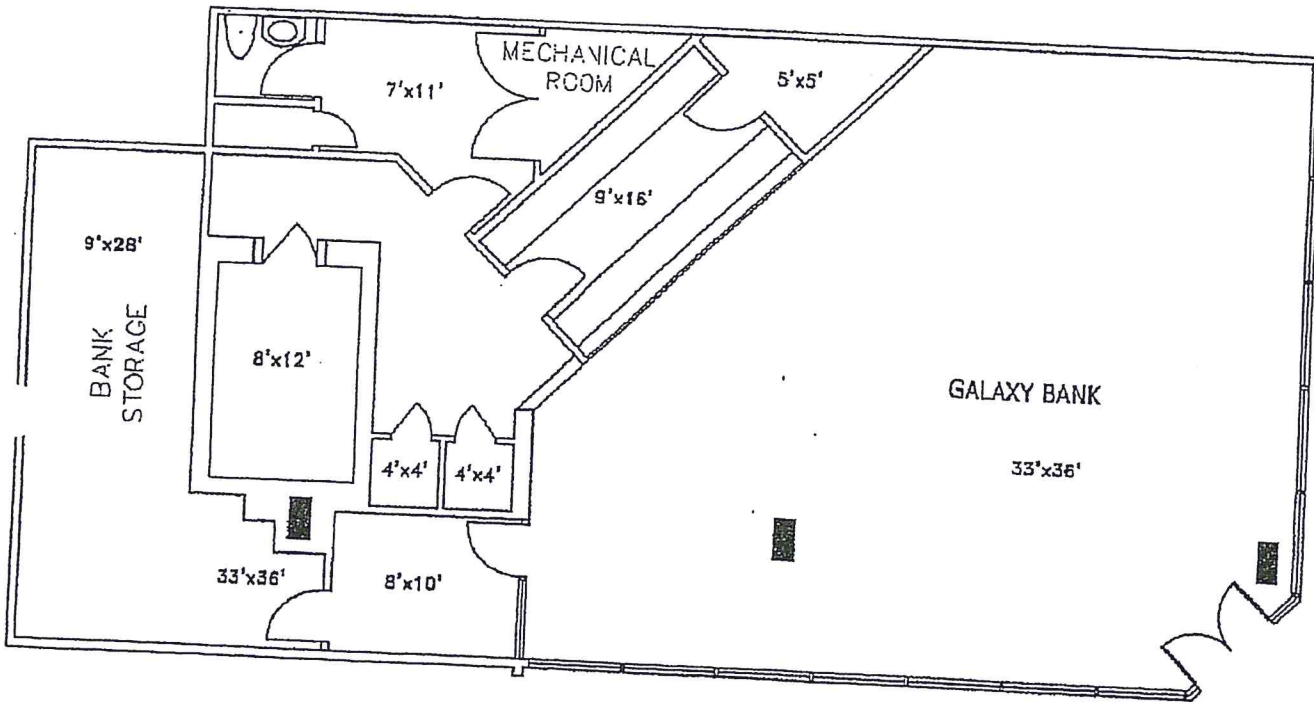 MECHANICAL
ROOM
7'x11'
5'x5'
9'x16'
9'x28'
BANK
STORAGE
8'x12'
GALAXY BANK
33'x36'
4'x4'
4'x4'
33'x36'
8'x10'